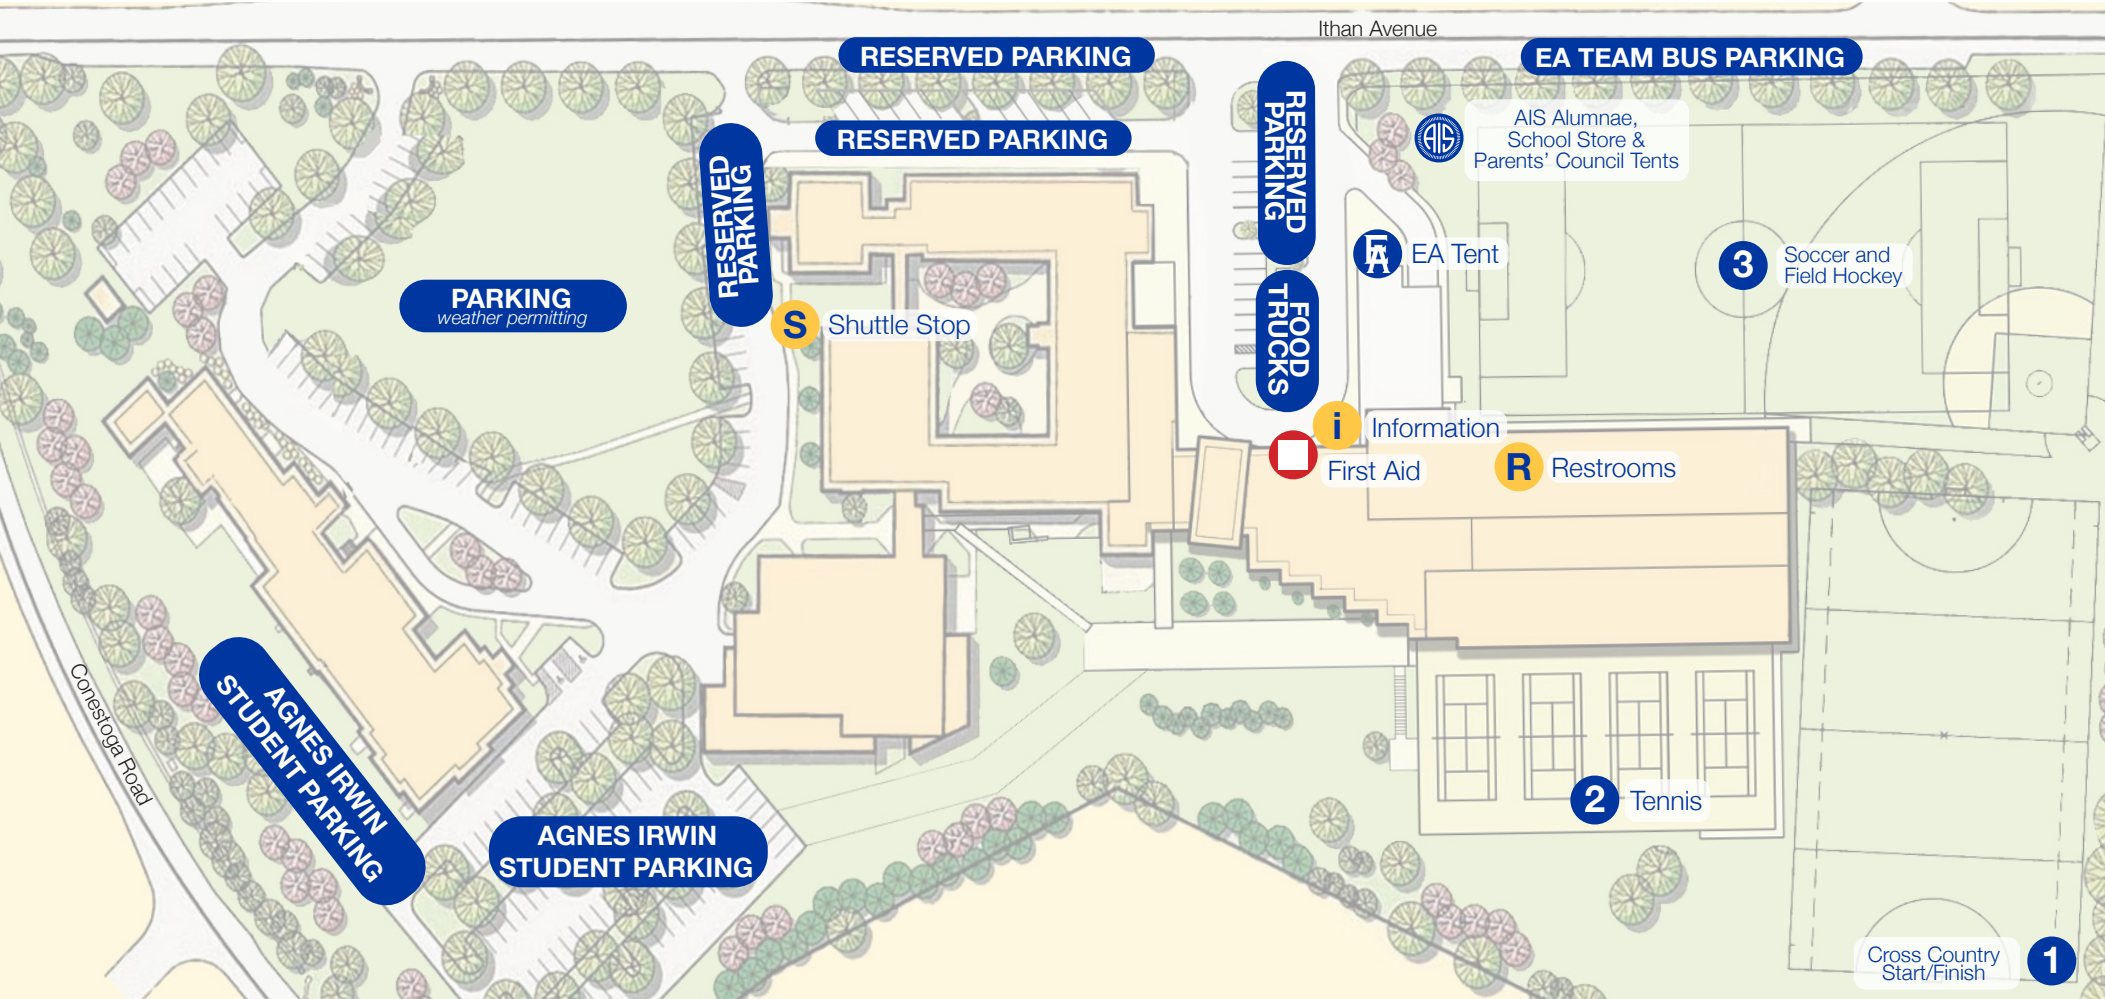 Ithan Avenue
RESERVED PARKING
EA TEAM BUS PARKING
RESERVED
PARKING
AIS
AIS Alumnae,
School Store &
Parents' Council Tents
RESERVED PARKING
RESERVED
PARKING
EA
EA Tent
3
Soccer and
Field Hockey
PARKING
weather permitting
S
Shuttle Stop
FOOD
TRUCKS
i
Information
First Aid
R
Restrooms
Conestoga Road
AGNES IRWIN
STUDENT PARKING
AGNES IRWIN
STUDENT PARKING
2
Tennis
Cross Country
Start/Finish
1